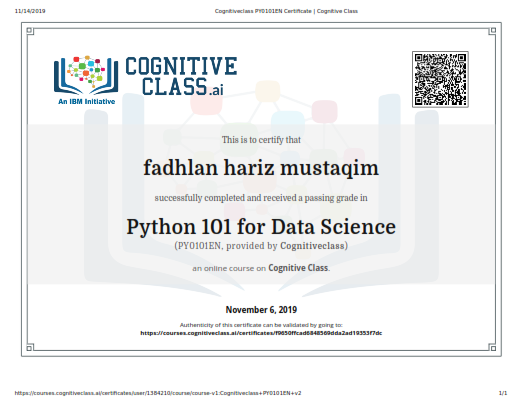 11/14/2019 Cognitiveclass PY0101EN Certificate | Cognitive Class
COGNITIVE
CLASS.ai
An IBM Initiative
This is to certify that
fadhlan hariz mustaqim
successfully completed and received a passing grade in
Python 101 for Data Science
(PY0101EN, provided by Cognitiveclass)
an online course on Cognitive Class.
November 6, 2019
Authenticity of this certificate can be validated by going to:
https://courses.cognitiveclass.ai/certificates/f9650ffcad6848569dda2ad19353f7dc
https://courses.cognitiveclass.ai/certificates/user/1384210/course/course-v1:Cognitiveclass+PY0101EN+v2 1/1